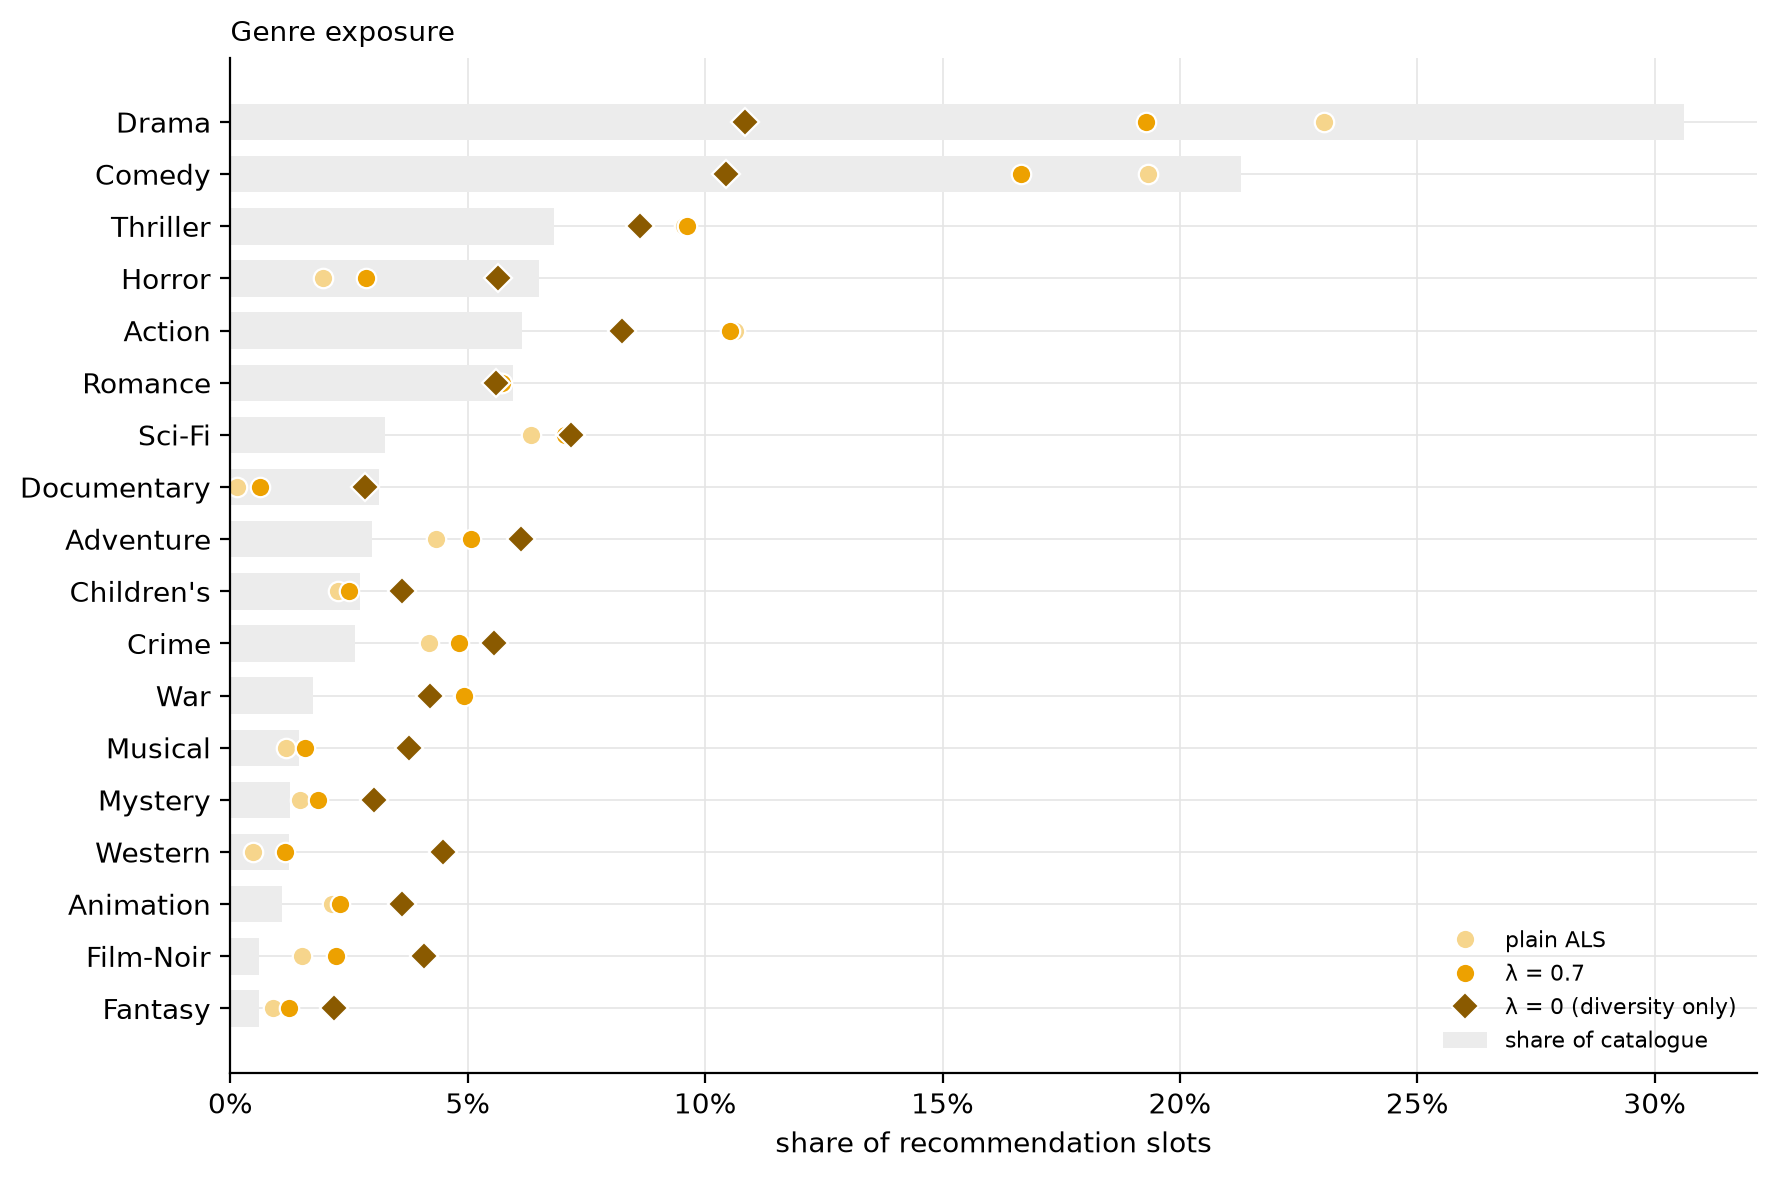 Genre exposure
Drama
Comedy
Thriller
Horror
Action
Romance
Sci-Fi
Documentary
Adventure
Children's
Crime
War
Musical
Mystery
Western
Animation
Film-Noir
Fantasy
plain ALS
λ = 0.7
λ = 0 (diversity only)
share of catalogue
0% 5% 10% 15% 20% 25% 30%
share of recommendation slots